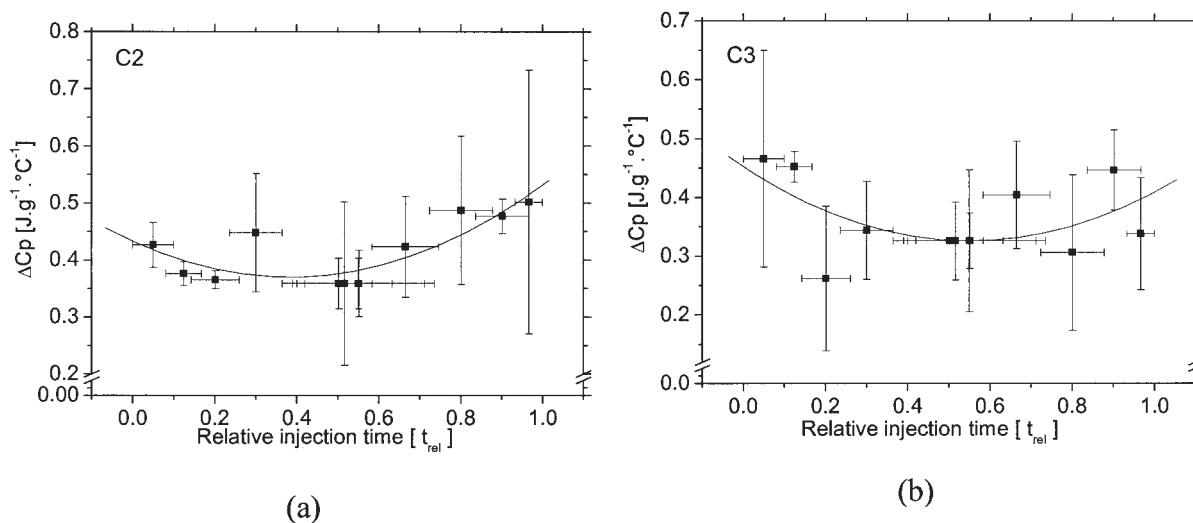 C2
0.8
0.7
0.6
0.5
0.4
0.3
0.2
0.00
ΔCp [J.g⁻¹.°C⁻¹]
0.0 0.2 0.4 0.6 0.8 1.0
Relative injection time [ t_rel ]
(a)
C3
0.7
0.6
0.5
0.4
0.3
0.2
0.0
ΔCp [J.g⁻¹.°C⁻¹]
0.0 0.2 0.4 0.6 0.8 1.0
Relative injection time [ t_rel ]
(b)